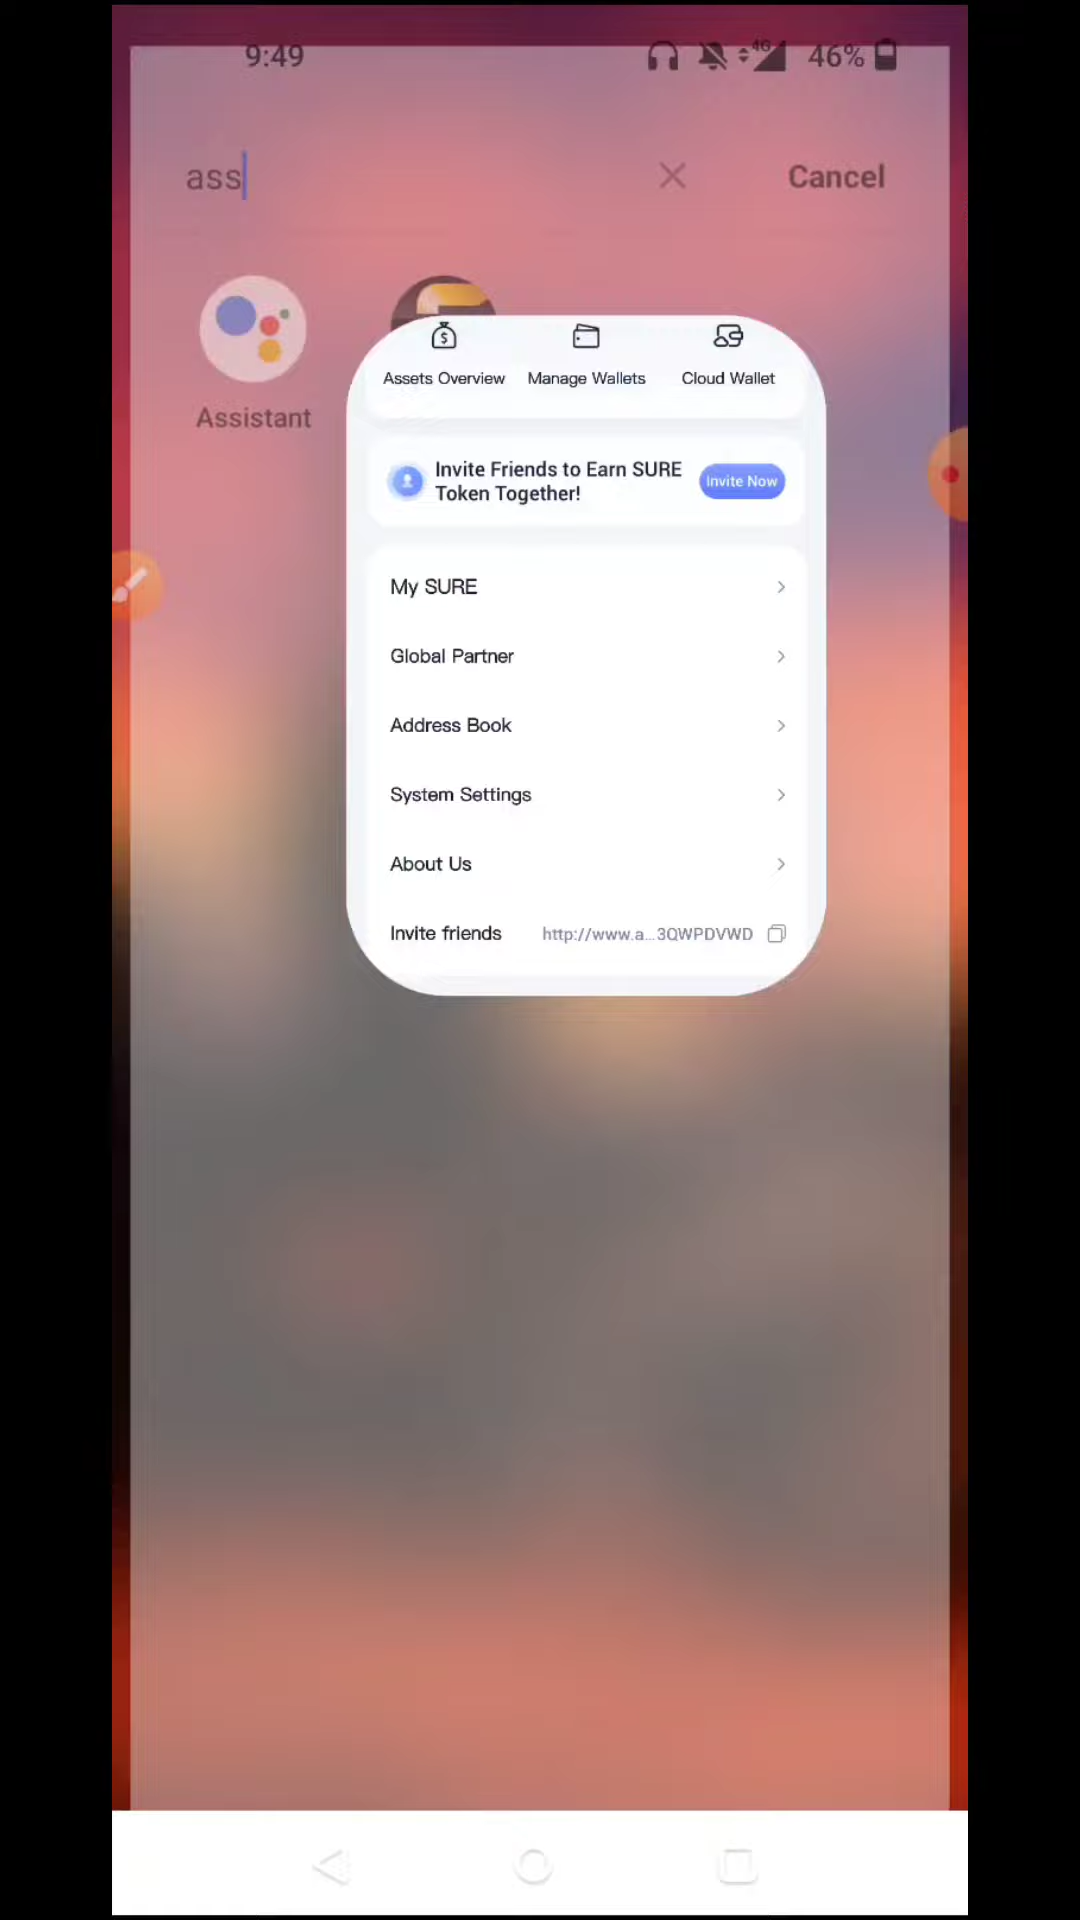 9:49
4G
46%
ass
Cancel
Assistant
Assets Overview
Manage Wallets
Cloud Wallet
Invite Friends to Earn SURE
Token Together!
Invite Now
My SURE
Global Partner
Address Book
System Settings
About Us
Invite friends
http://www.a...3QWPDVWD